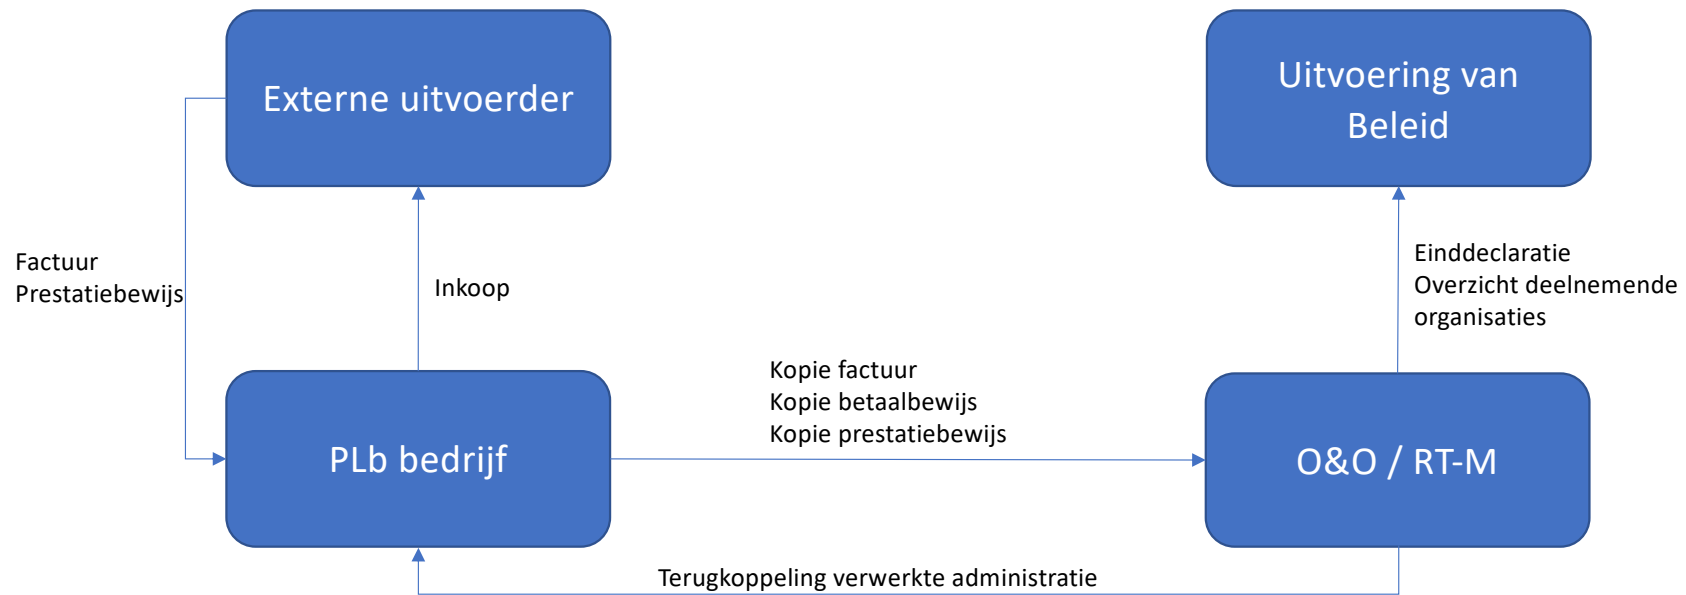 Externe uitvoerder
Uitvoering van
Beleid
Factuur
Prestatiebewijs
Inkoop
Einddeclaratie
Overzicht deelnemende
organisaties
Kopie factuur
Kopie betaalbewijs
Kopie prestatiebewijs
PLb bedrijf
O&O / RT-M
Terugkoppeling verwerkte administratie